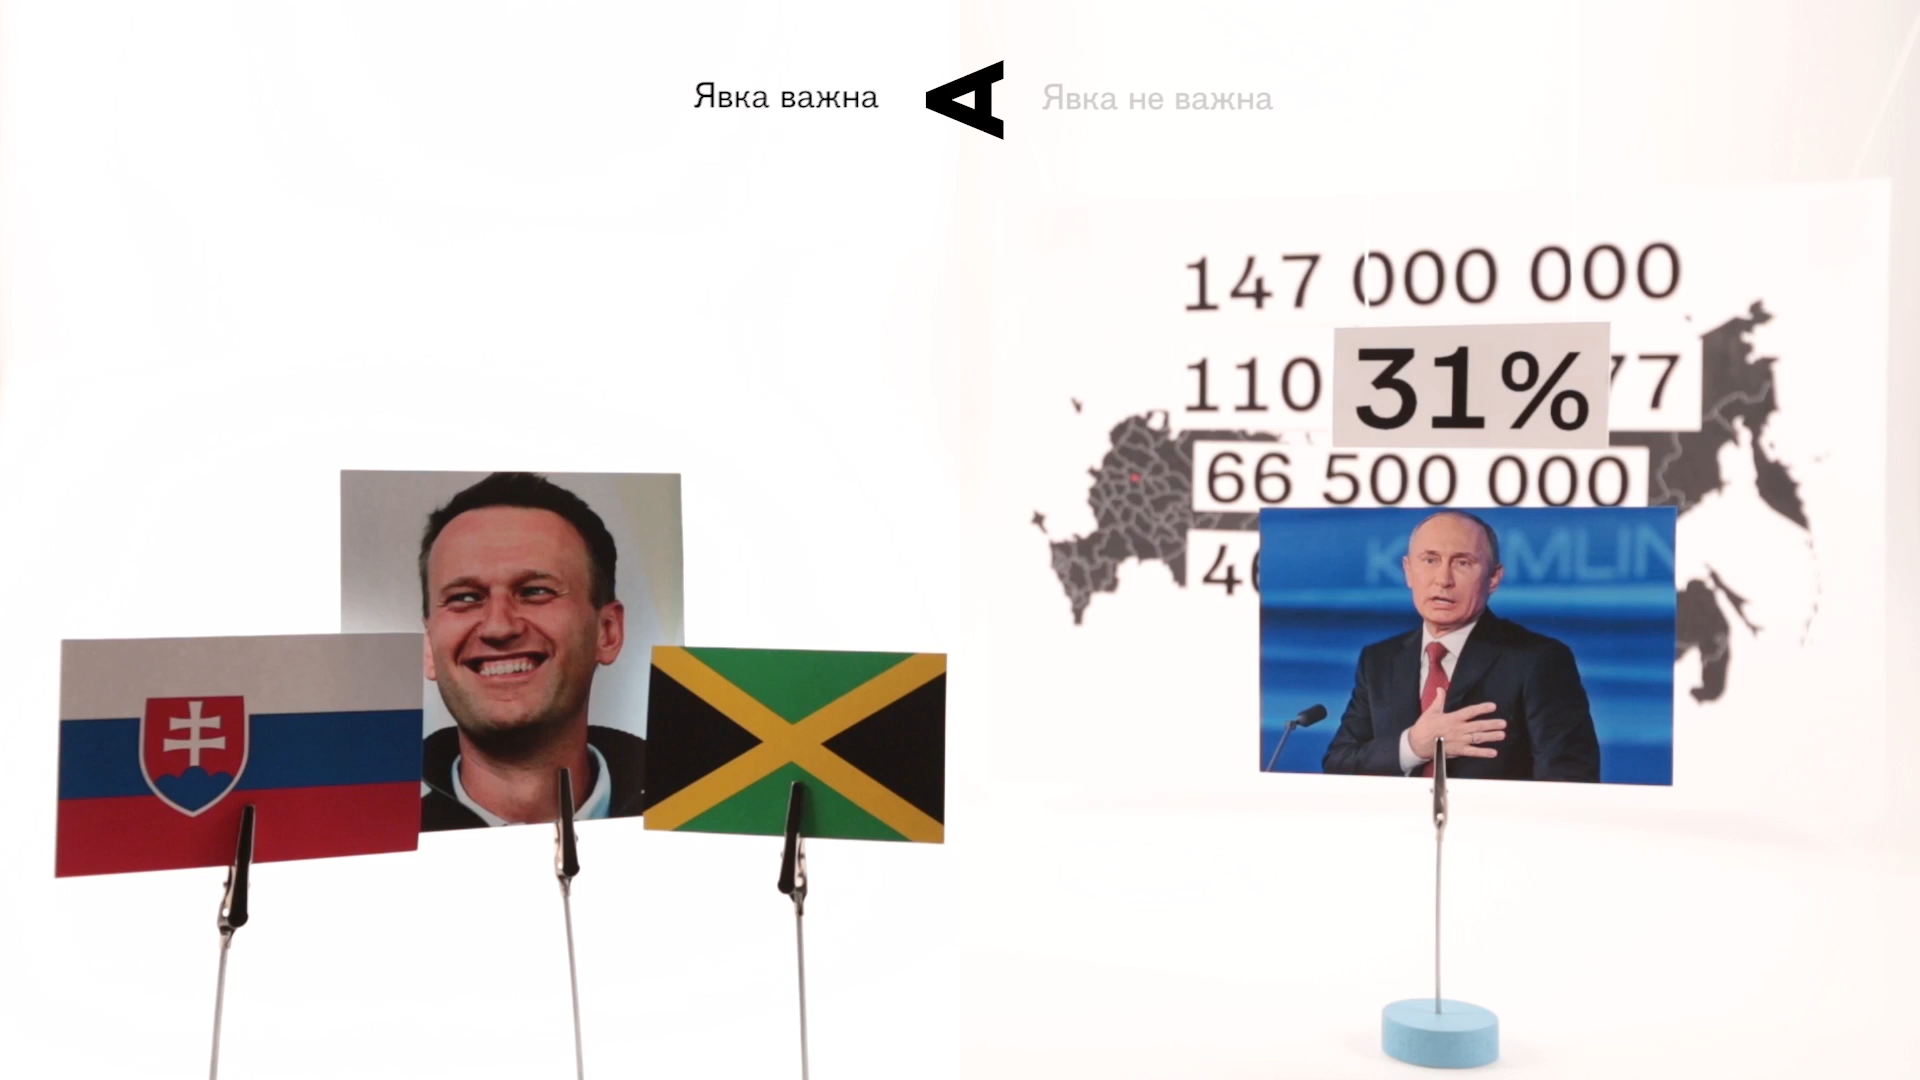 Явка важна
Явка не важна
147 000 000
110
77
31%
66 500 000